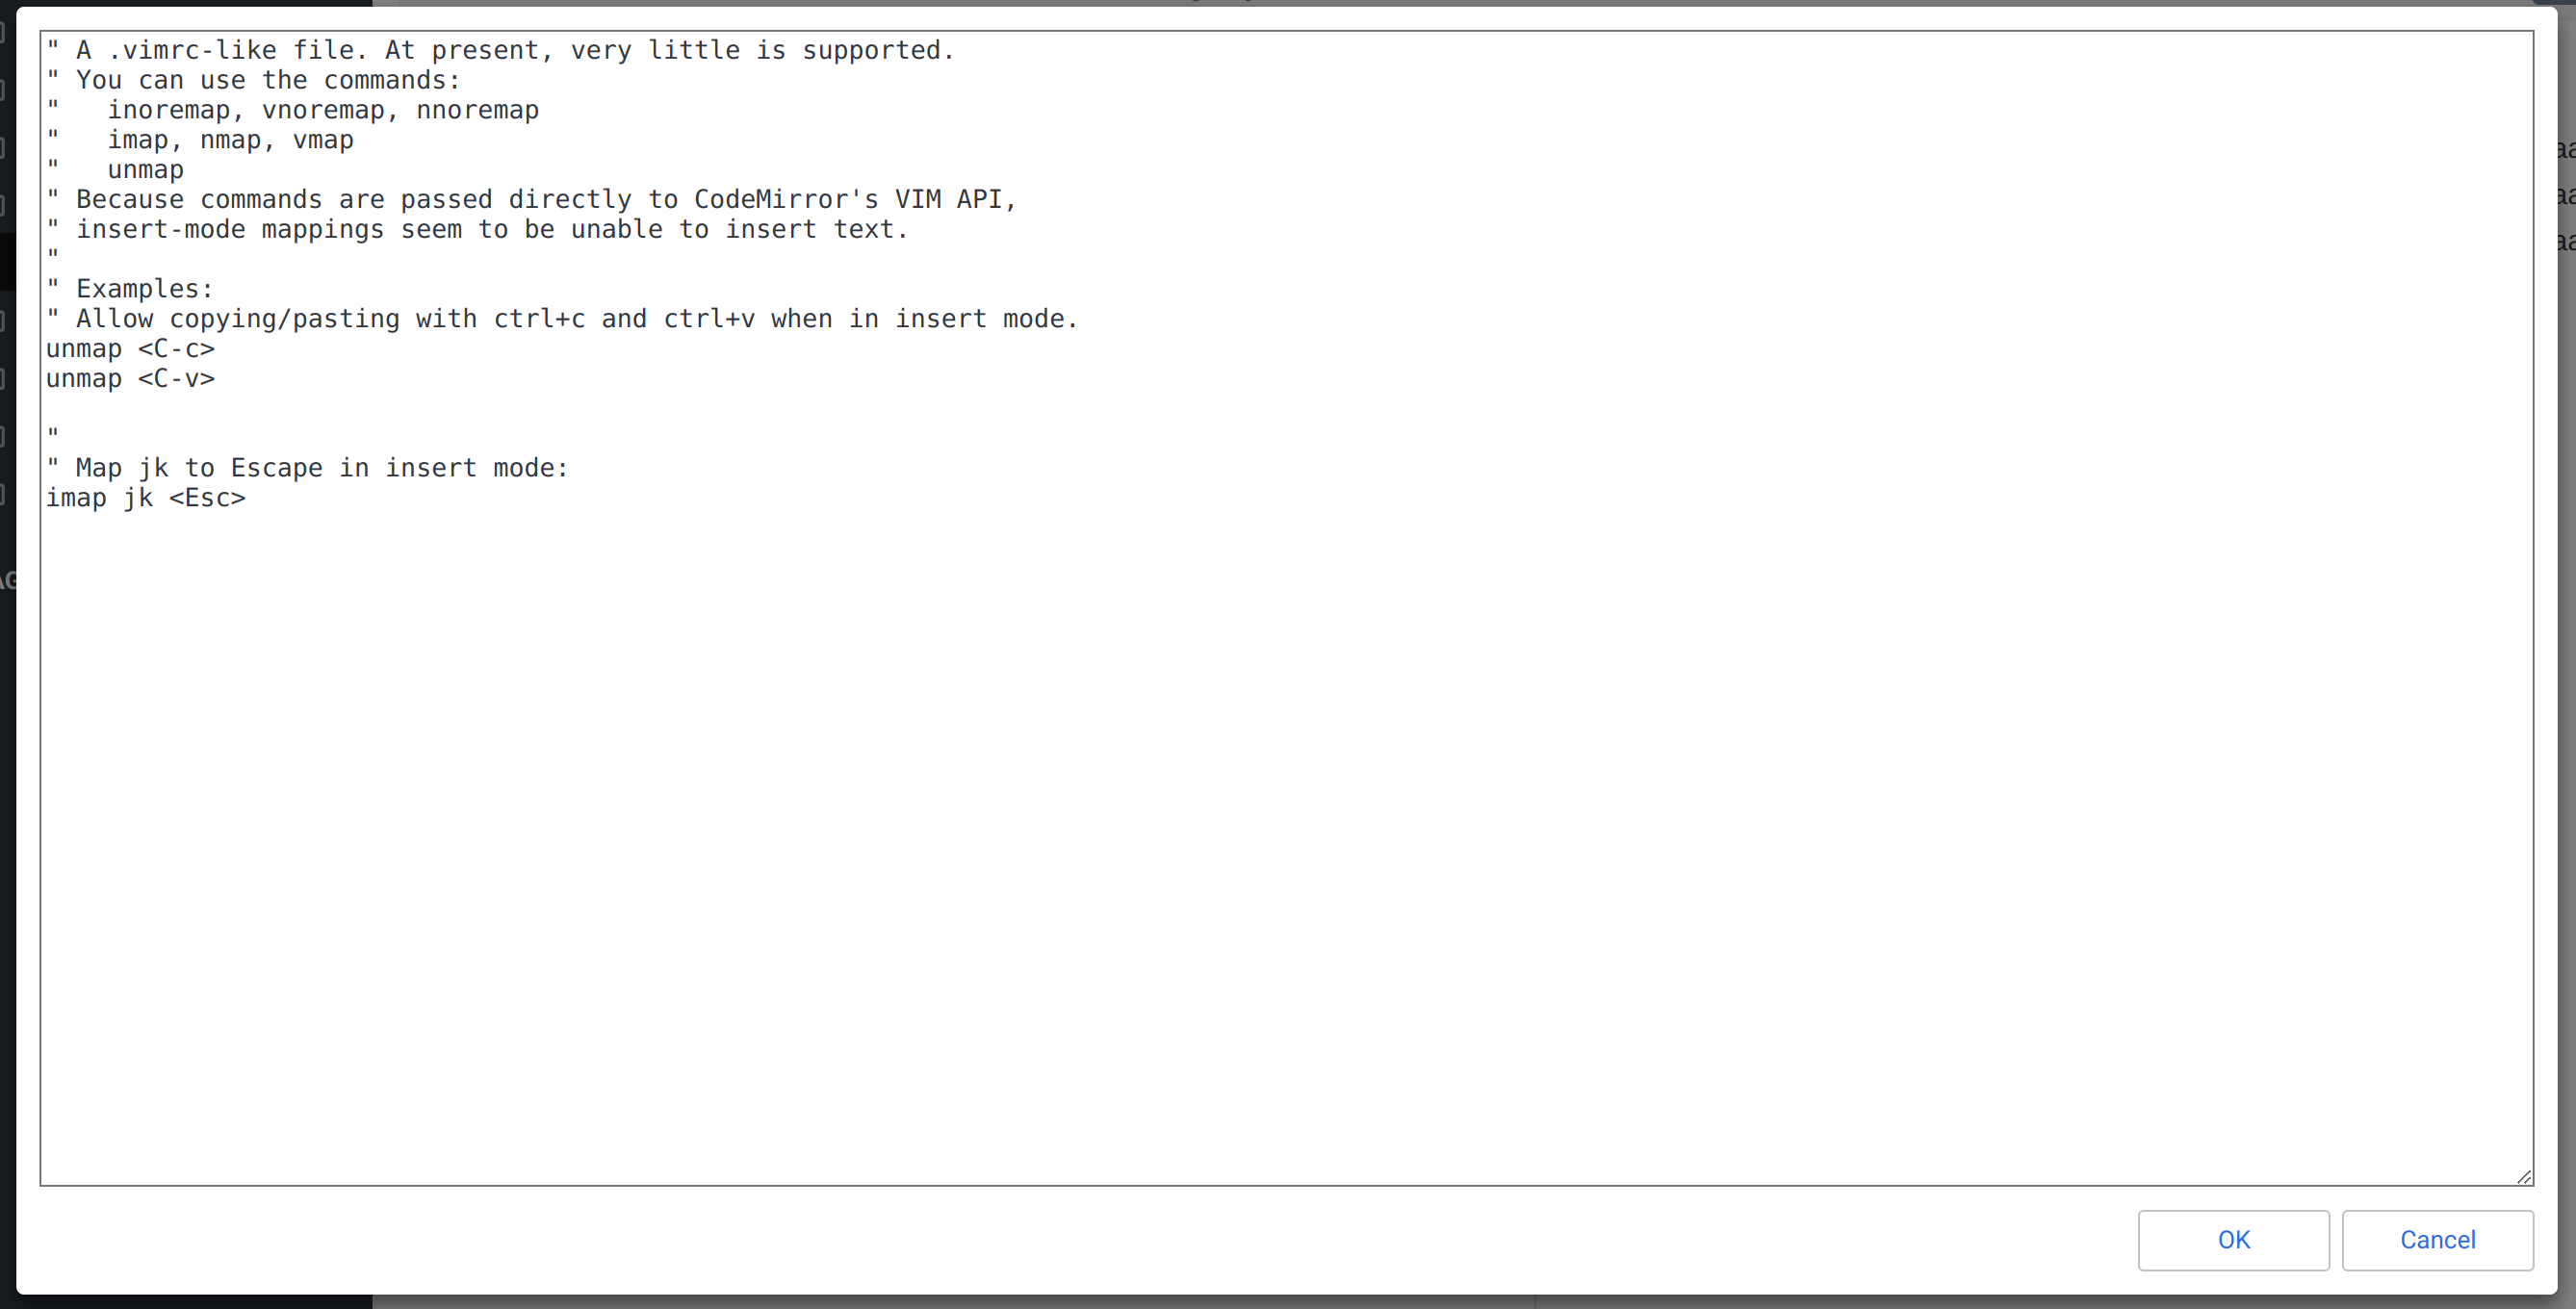 " A .vimrc-like file. At present, very little is supported.
" You can use the commands:
"   inoremap, vnoremap, nnoremap
"   imap, nmap, vmap
"   unmap
" Because commands are passed directly to CodeMirror's VIM API,
" insert-mode mappings seem to be unable to insert text.
"
" Examples:
" Allow copying/pasting with ctrl+c and ctrl+v when in insert mode.
unmap <C-c>
unmap <C-v>

"
" Map jk to Escape in insert mode:
imap jk <Esc>
OK
Cancel